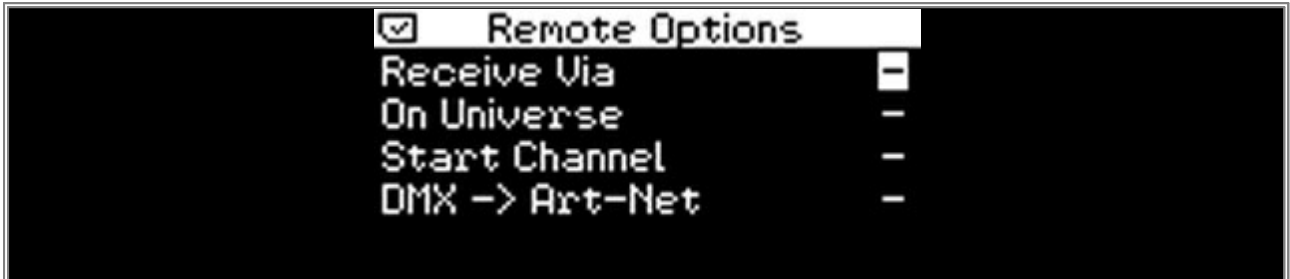 Remote Options
Receive Via –
On Universe –
Start Channel –
DMX –> Art–Net –